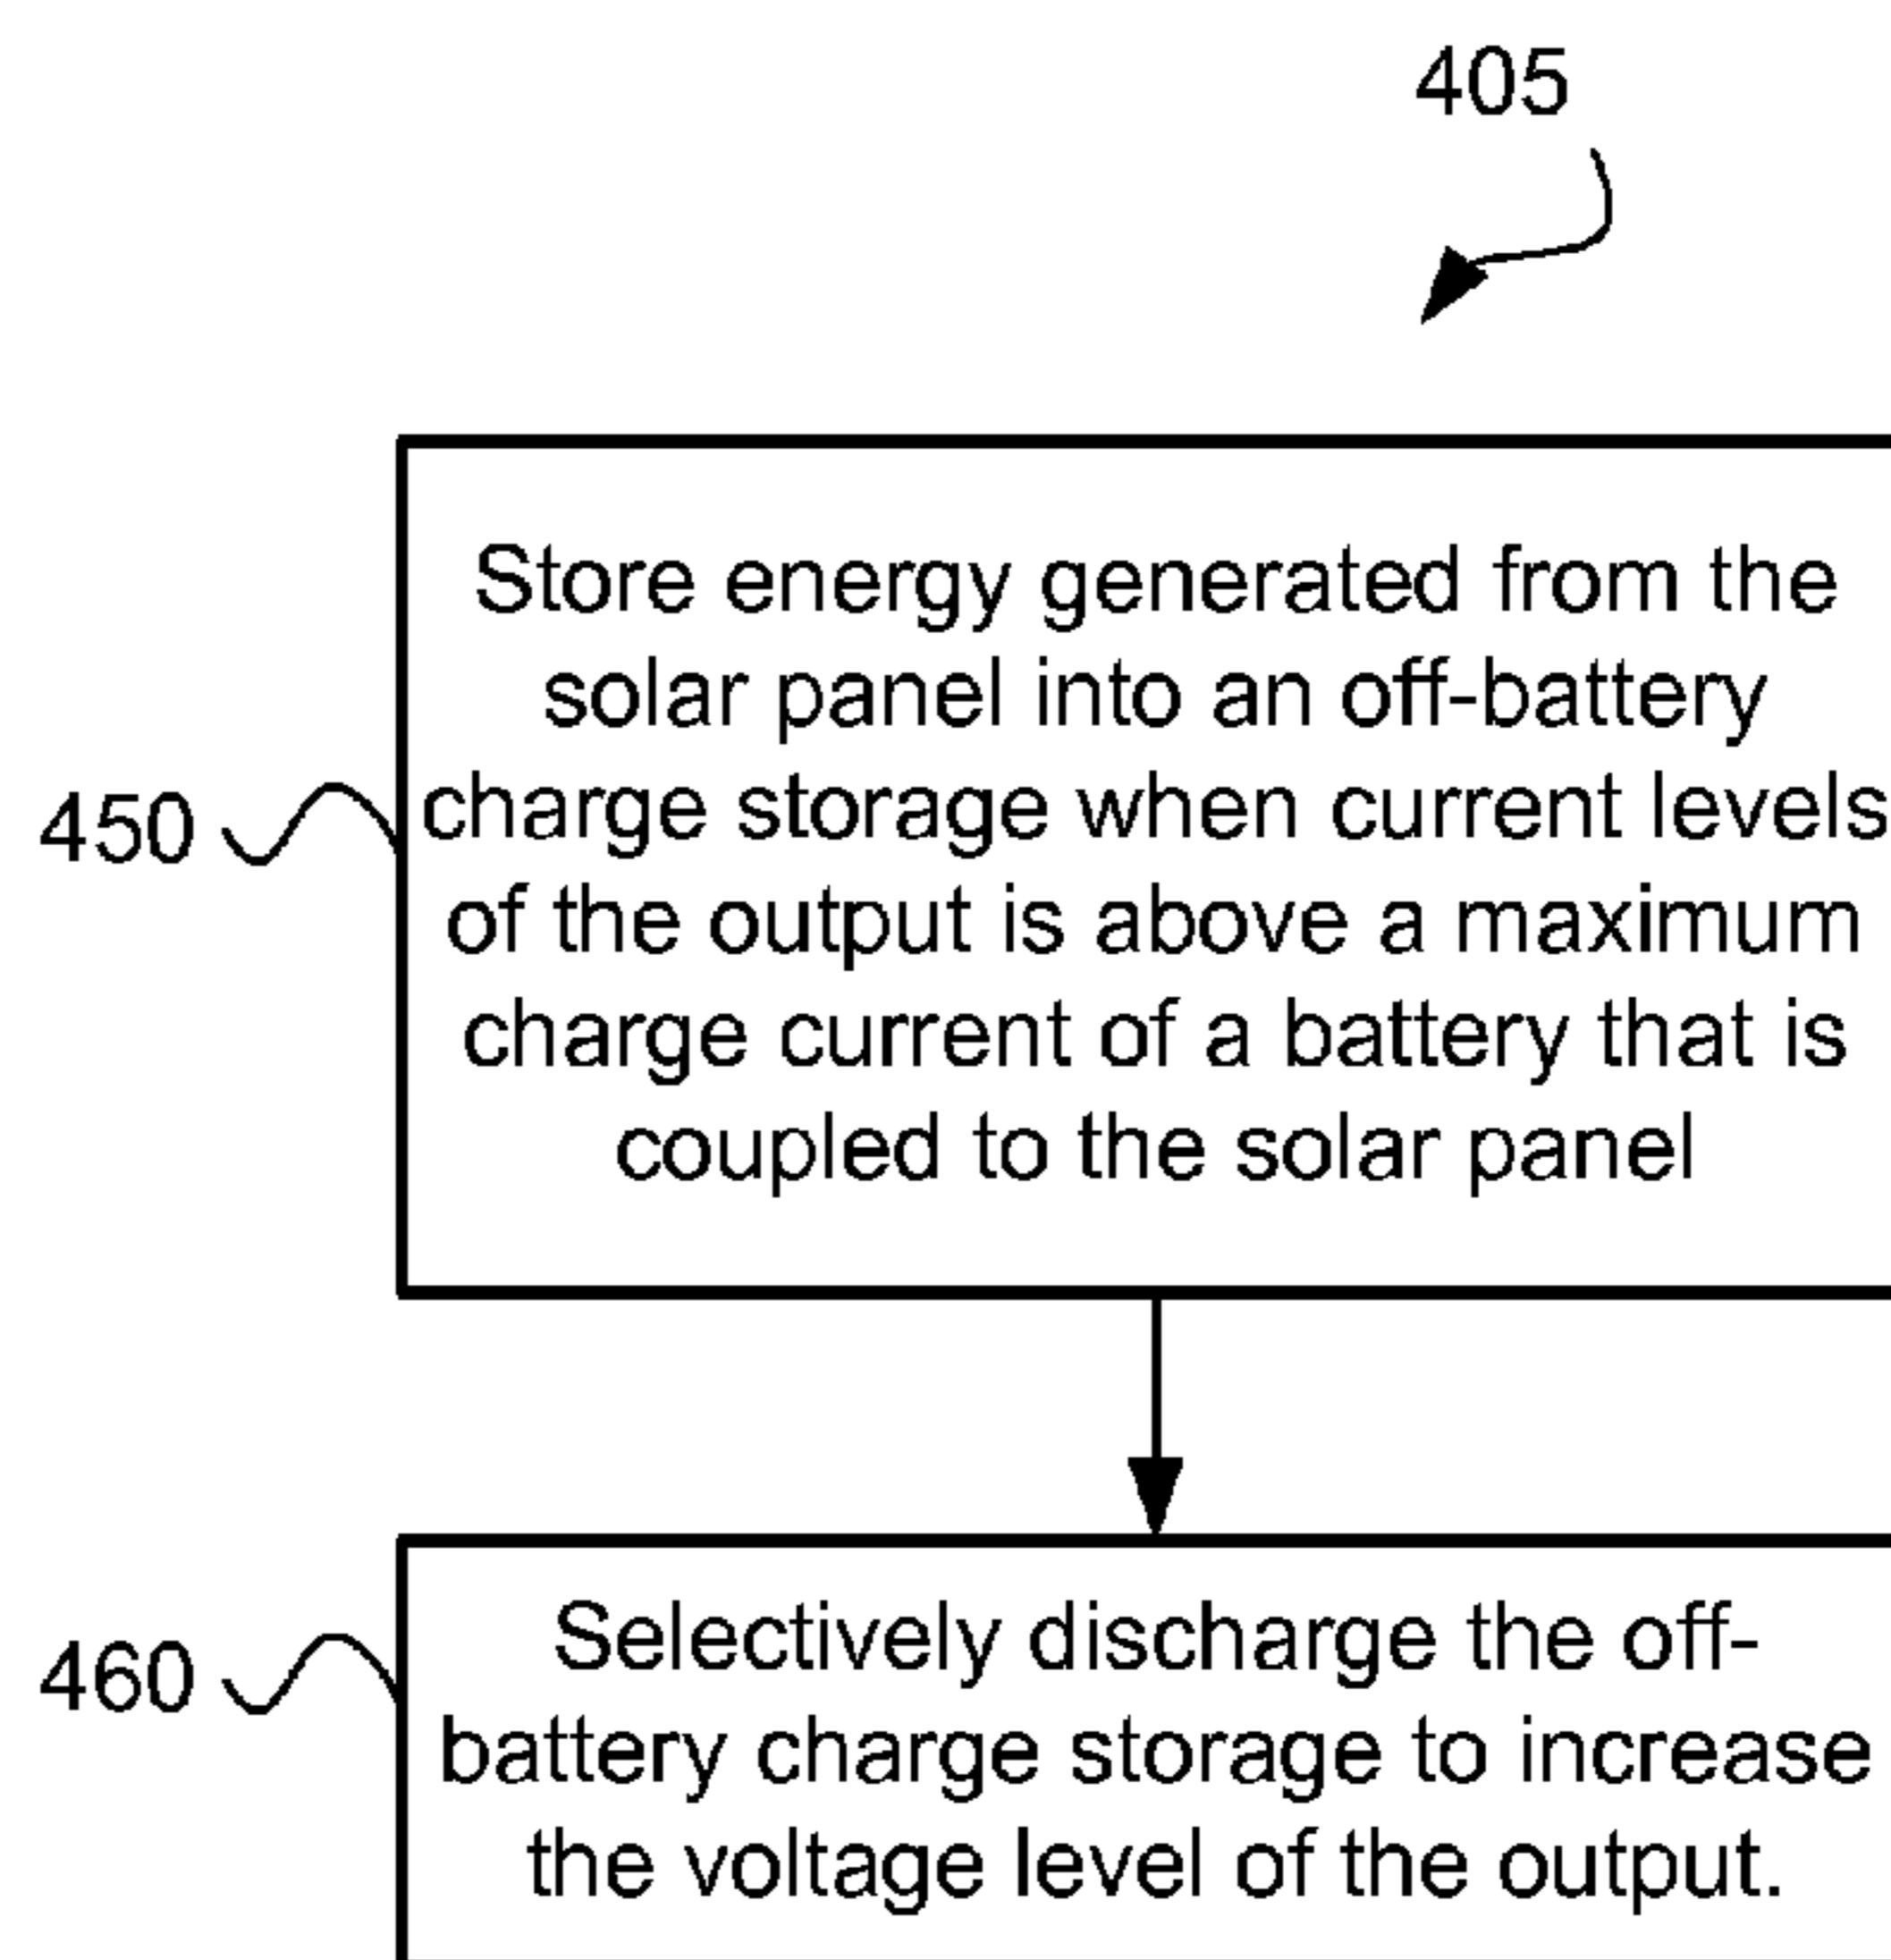 405
Store energy generated from the
solar panel into an off-battery
450
charge storage when current levels
of the output is above a maximum
charge current of a battery that is
coupled to the solar panel
460
Selectively discharge the off-
battery charge storage to increase
the voltage level of the output.